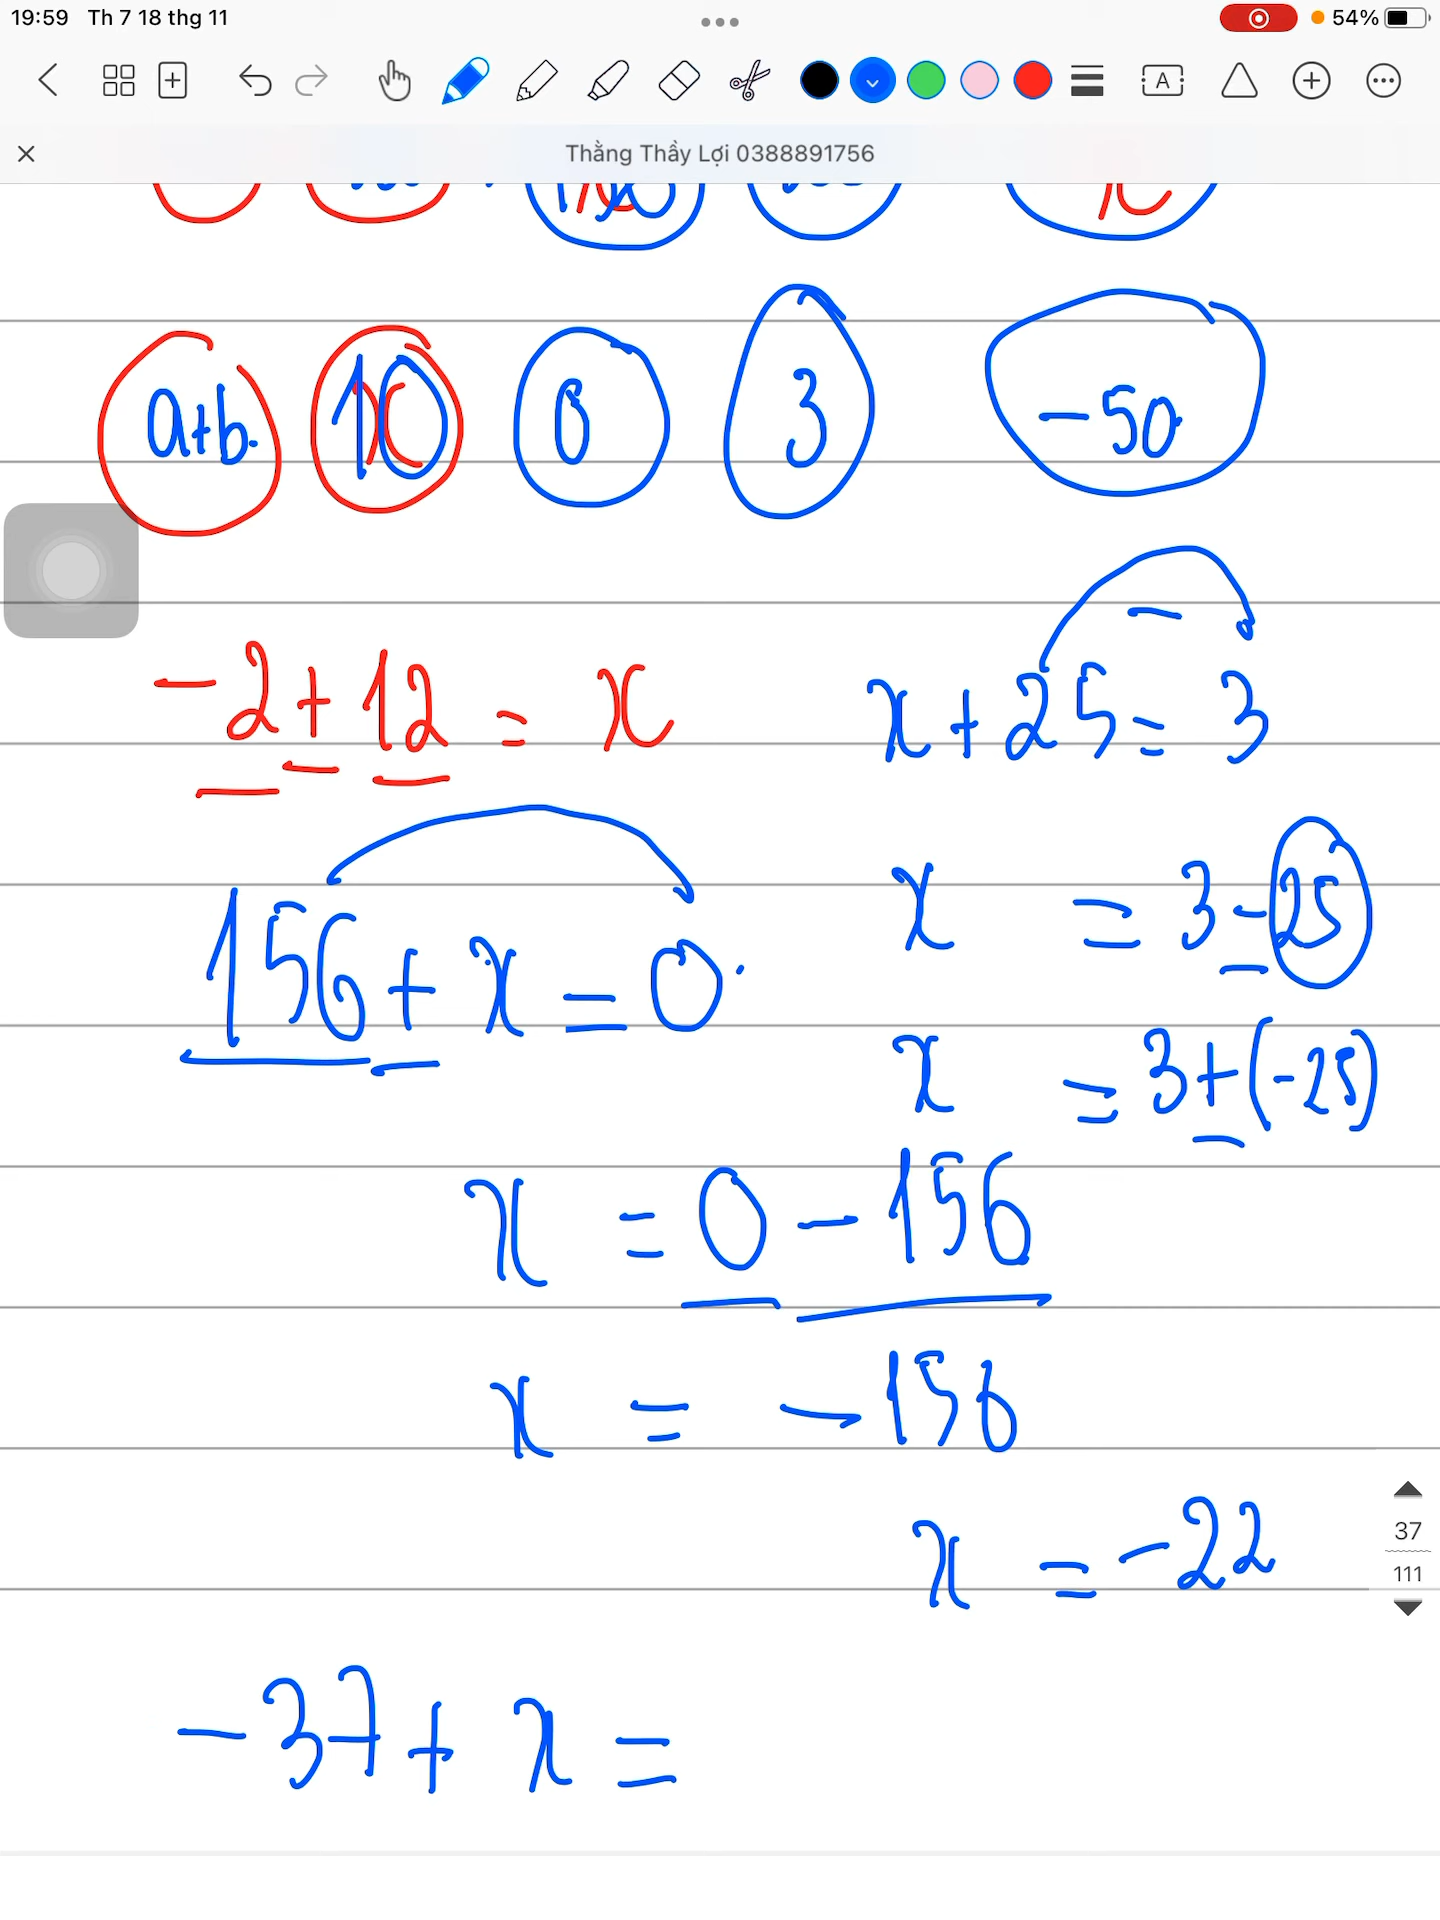 19:59 Th 7 18 thg 11 54%
A
Thằng Thầy Lợi 0388891756
a+b. 10 0 3 -50
-2+12 = x
x+25 = 3
156 + x = 0
x = 3-25
x = 3+(-25)
x = 0 - 156
x = -156
x = -22
37
111
-37 + x =